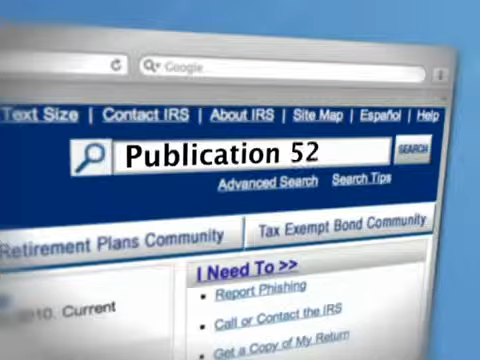 Google
Text Size | Contact IRS | About IRS | Site Map | Español | Help
Publication 52 SEARCH
Advanced Search Search Tips
Retirement Plans Community Tax Exempt Bond Community
I Need To >>
• Report Phishing
2010. Current
• Call or Contact the IRS
• Get a Copy of My Return